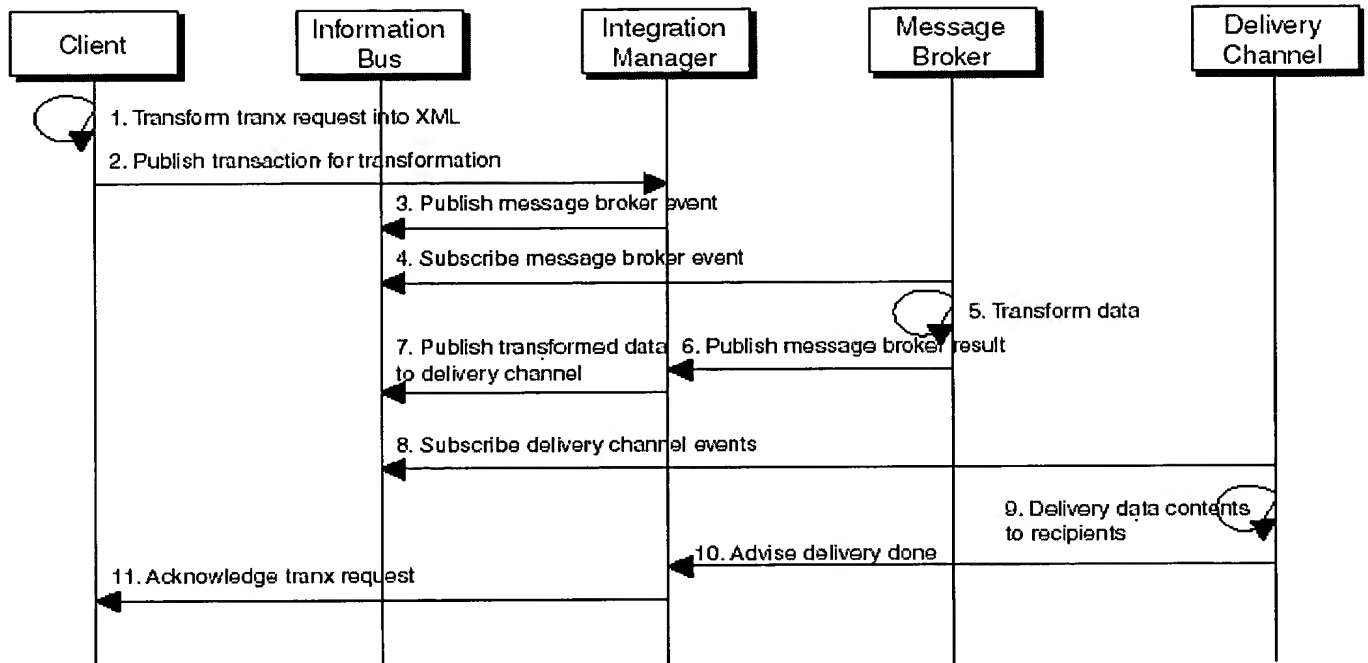 Client
Information
Bus
Integration
Manager
Message
Broker
Delivery
Channel
1. Transform tranx request into XML
2. Publish transaction for transformation
3. Publish message broker event
4. Subscribe message broker event
5. Transform data
6. Publish message broker result
7. Publish transformed data
to delivery channel
8. Subscribe delivery channel events
9. Delivery data contents
to recipients
10. Advise delivery done
11. Acknowledge tranx request